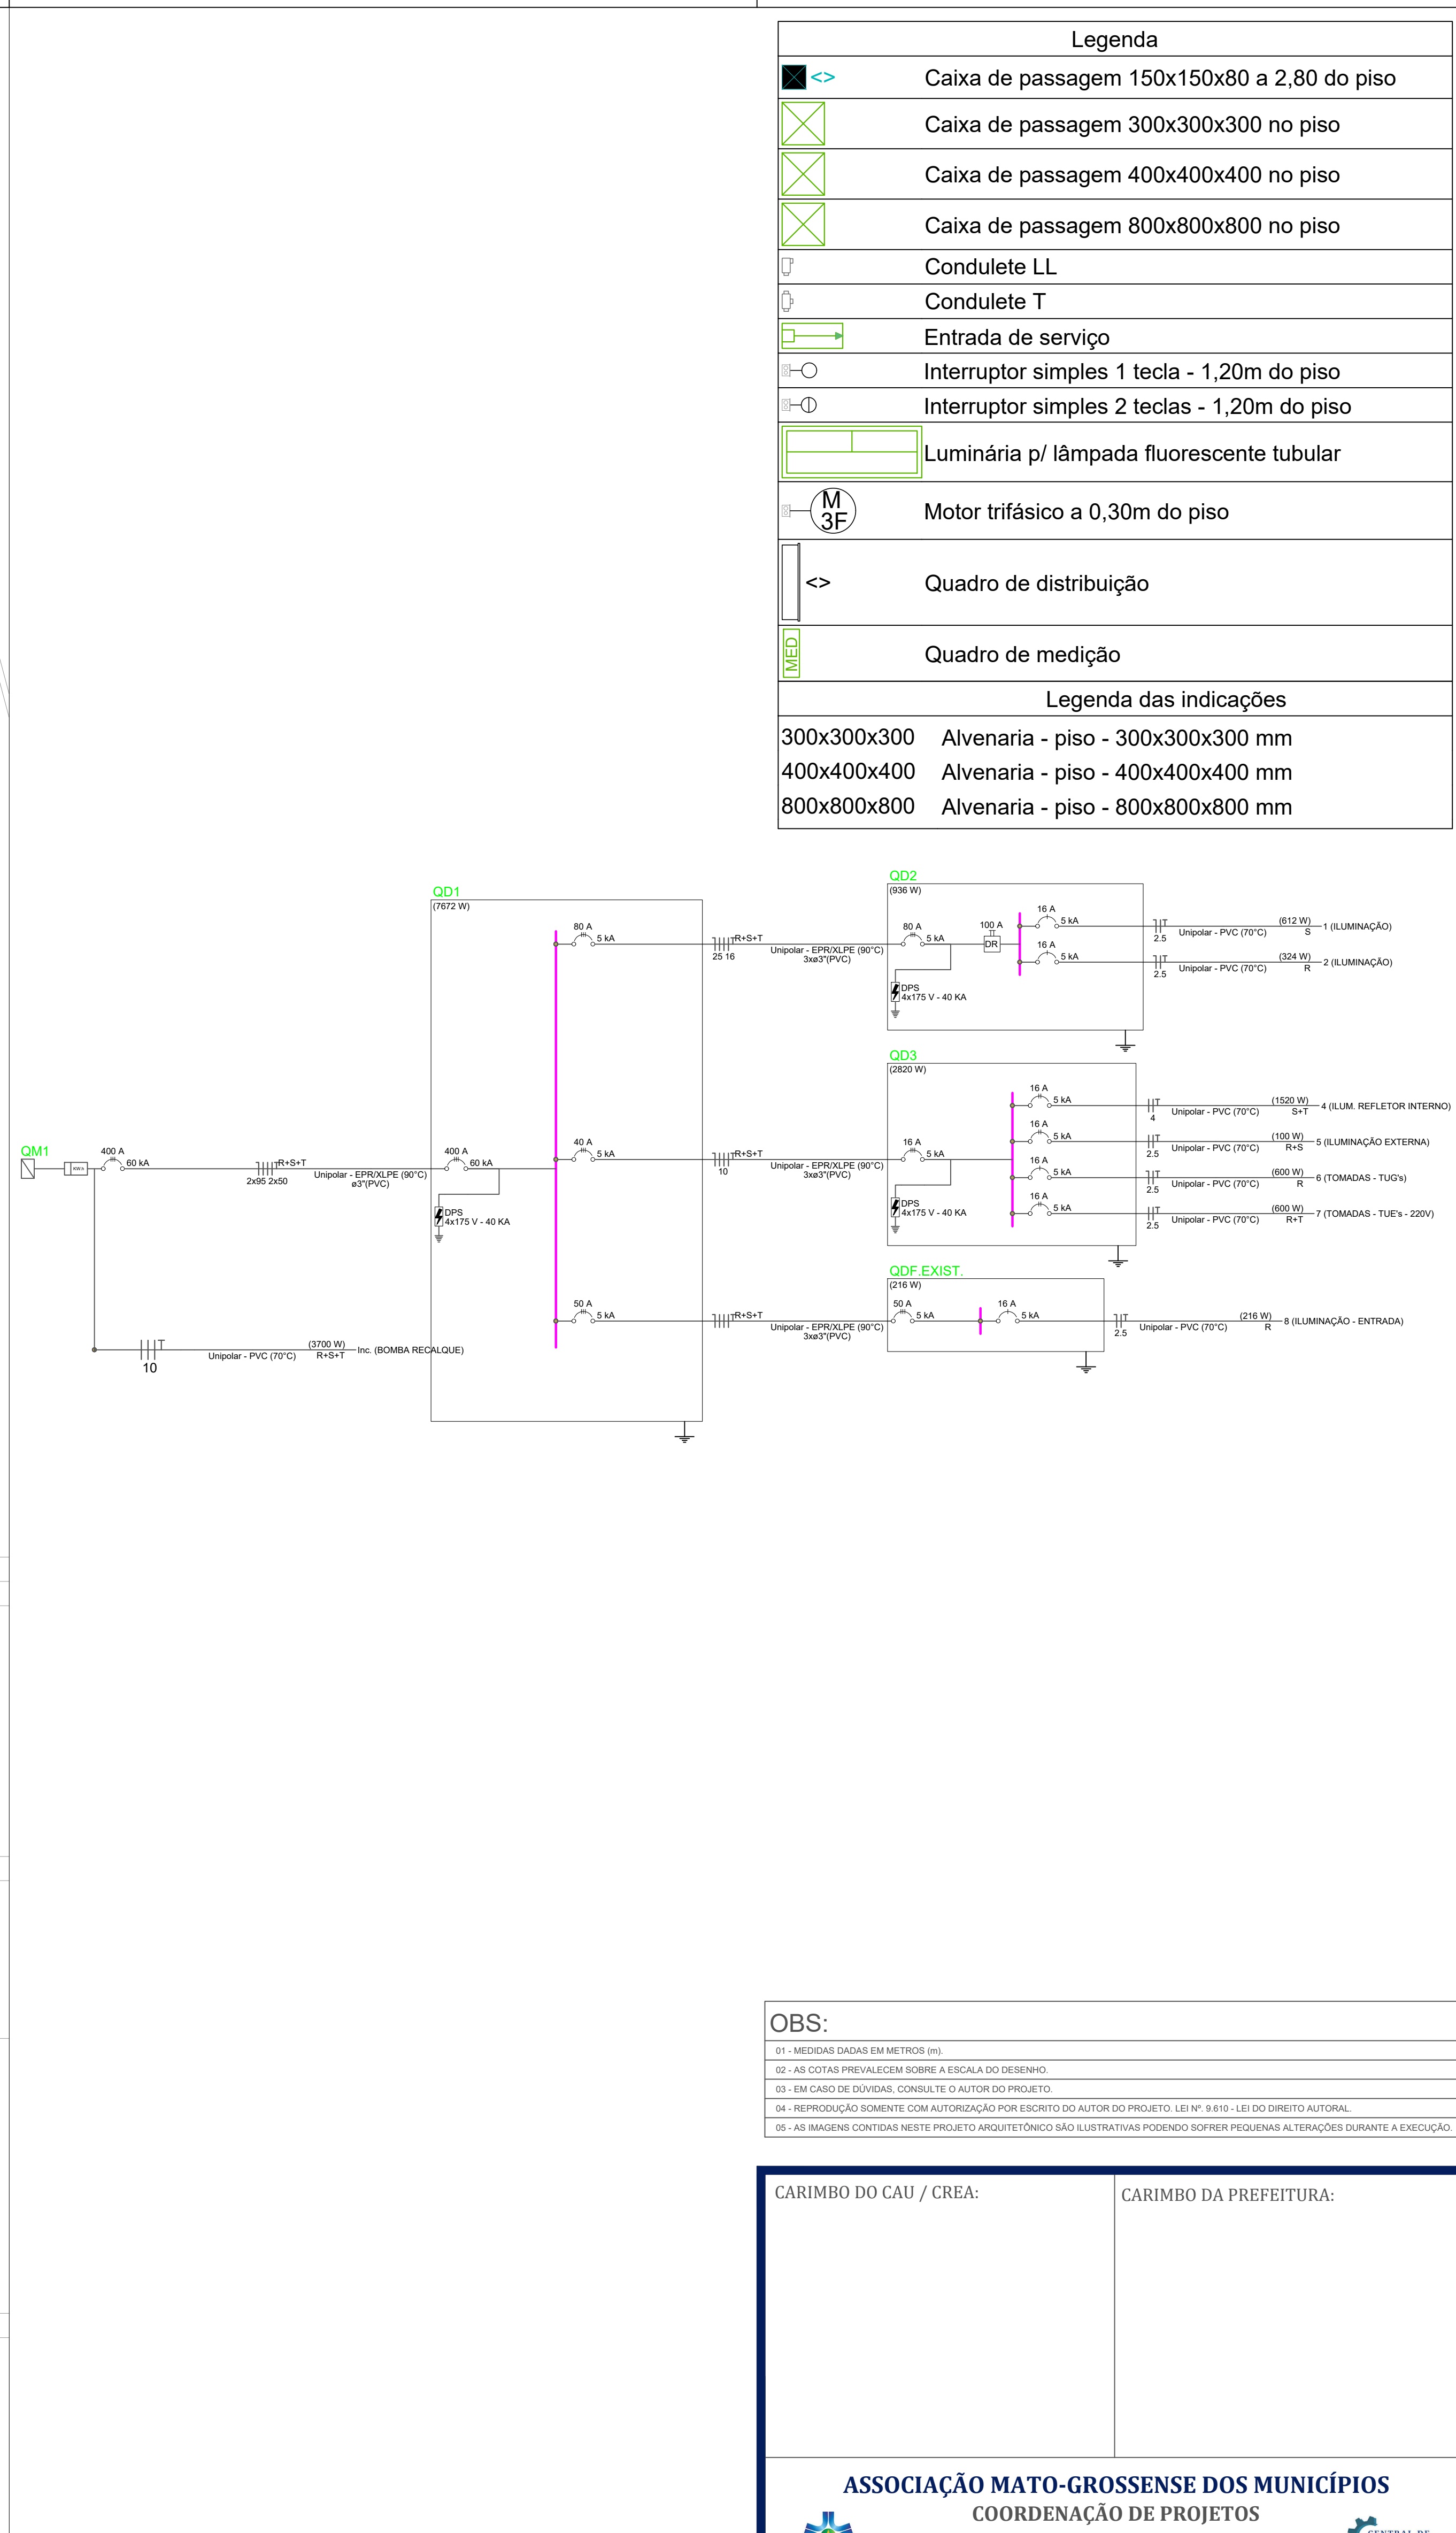 Legenda
<> Caixa de passagem 150x150x80 a 2,80 do piso
Caixa de passagem 300x300x300 no piso
Caixa de passagem 400x400x400 no piso
Caixa de passagem 800x800x800 no piso
Condulete LL
Condulete T
Entrada de serviço
Interruptor simples 1 tecla - 1,20m do piso
Interruptor simples 2 teclas - 1,20m do piso
Luminária p/ lâmpada fluorescente tubular
M
3F
Motor trifásico a 0,30m do piso
<> Quadro de distribuição
MED Quadro de medição
Legenda das indicações
300x300x300 Alvenaria - piso - 300x300x300 mm
400x400x400 Alvenaria - piso - 400x400x400 mm
800x800x800 Alvenaria - piso - 800x800x800 mm
QM1
400 A
60 kA
R+S+T
2x95 2x50
Unipolar - EPR/XLPE (90°C)
ø3"(PVC)
T
10
Unipolar - PVC (70°C)
(3700 W)
R+S+T
Inc. (BOMBA RECALQUE)
QD1
(7672 W)
400 A
60 kA
DPS
4x175 V - 40 KA
80 A
5 kA
T R+S+T
25 16
Unipolar - EPR/XLPE (90°C)
3xø3"(PVC)
40 A
5 kA
T R+S+T
10
Unipolar - EPR/XLPE (90°C)
3xø3"(PVC)
50 A
5 kA
T R+S+T
Unipolar - EPR/XLPE (90°C)
3xø3"(PVC)
QD2
(936 W)
80 A
5 kA
100 A
DR
DPS
4x175 V - 40 KA
16 A
5 kA
T
2.5
Unipolar - PVC (70°C)
(612 W)
S
1 (ILUMINAÇÃO)
16 A
5 kA
T
2.5
Unipolar - PVC (70°C)
(324 W)
R
2 (ILUMINAÇÃO)
QD3
(2820 W)
16 A
5 kA
DPS
4x175 V - 40 KA
16 A
5 kA
T
4
Unipolar - PVC (70°C)
(1520 W)
S+T
4 (ILUM. REFLETOR INTERNO)
16 A
5 kA
T
2.5
Unipolar - PVC (70°C)
(100 W)
R+S
5 (ILUMINAÇÃO EXTERNA)
16 A
5 kA
T
2.5
Unipolar - PVC (70°C)
(600 W)
R
6 (TOMADAS - TUG's)
16 A
5 kA
T
2.5
Unipolar - PVC (70°C)
(600 W)
R+T
7 (TOMADAS - TUE's - 220V)
QDF.EXIST.
(216 W)
50 A
5 kA
16 A
5 kA
T
2.5
Unipolar - PVC (70°C)
(216 W)
R
8 (ILUMINAÇÃO - ENTRADA)
OBS:
01 - MEDIDAS DADAS EM METROS (m).
02 - AS COTAS PREVALECEM SOBRE A ESCALA DO DESENHO.
03 - EM CASO DE DÚVIDAS, CONSULTE O AUTOR DO PROJETO.
04 - REPRODUÇÃO SOMENTE COM AUTORIZAÇÃO POR ESCRITO DO AUTOR DO PROJETO. LEI Nº. 9.610 - LEI DO DIREITO AUTORAL.
05 - AS IMAGENS CONTIDAS NESTE PROJETO ARQUITETÔNICO SÃO ILUSTRATIVAS PODENDO SOFRER PEQUENAS ALTERAÇÕES DURANTE A EXECUÇÃO.
CARIMBO DO CAU / CREA:
CARIMBO DA PREFEITURA:
ASSOCIAÇÃO MATO-GROSSENSE DOS MUNICÍPIOS
COORDENAÇÃO DE PROJETOS